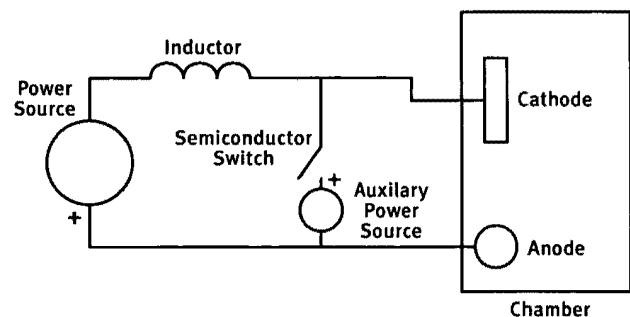 Inductor
Power
Source
+
Semiconductor
Switch
+
Auxilary
Power
Source
Cathode
Anode
Chamber